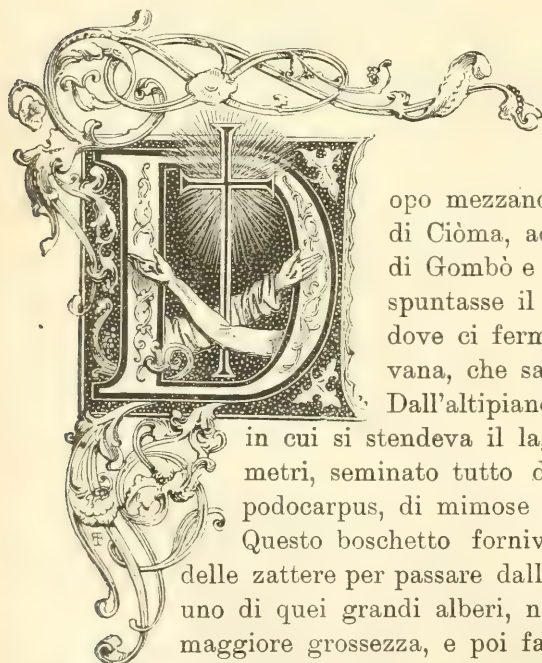 Dopo mezzano
di Ciòma, ac
di Gombò e
spuntasse il
dove ci ferm
vana, che sa
Dall'altipiano
in cui si stendeva il la
metri, seminato tutto d
podocarpus, di mimose
Questo boschetto forniv
delle zattere per passare dall
uno di quei grandi alberi, n
maggiore grossezza, e poi fa